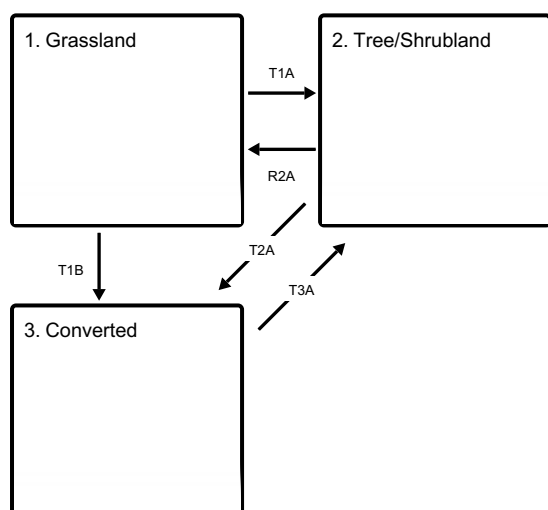 1. Grassland
2. Tree/Shrubland
T1A
R2A
T2A
T1B
T3A
3. Converted